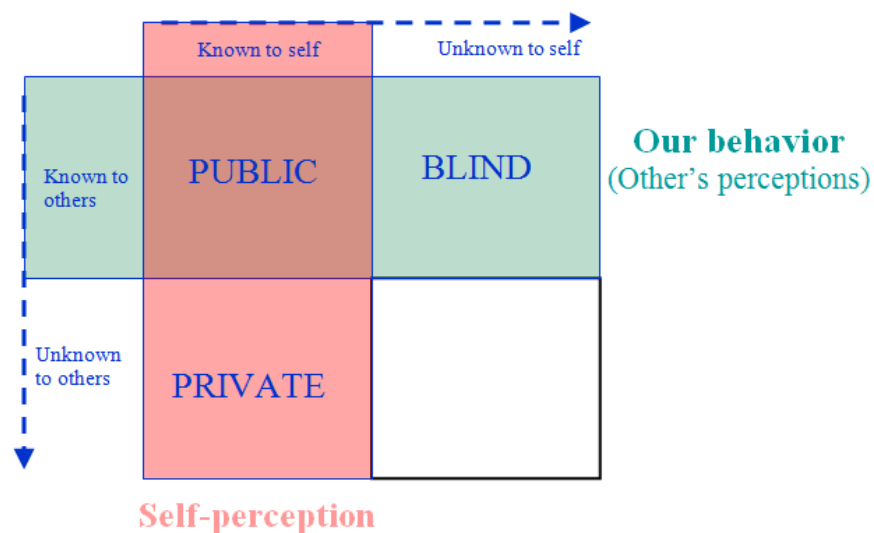 Known to self
Unknown to self
Known to
others
PUBLIC
BLIND
Our behavior
(Other's perceptions)
Unknown
to others
PRIVATE
Self-perception